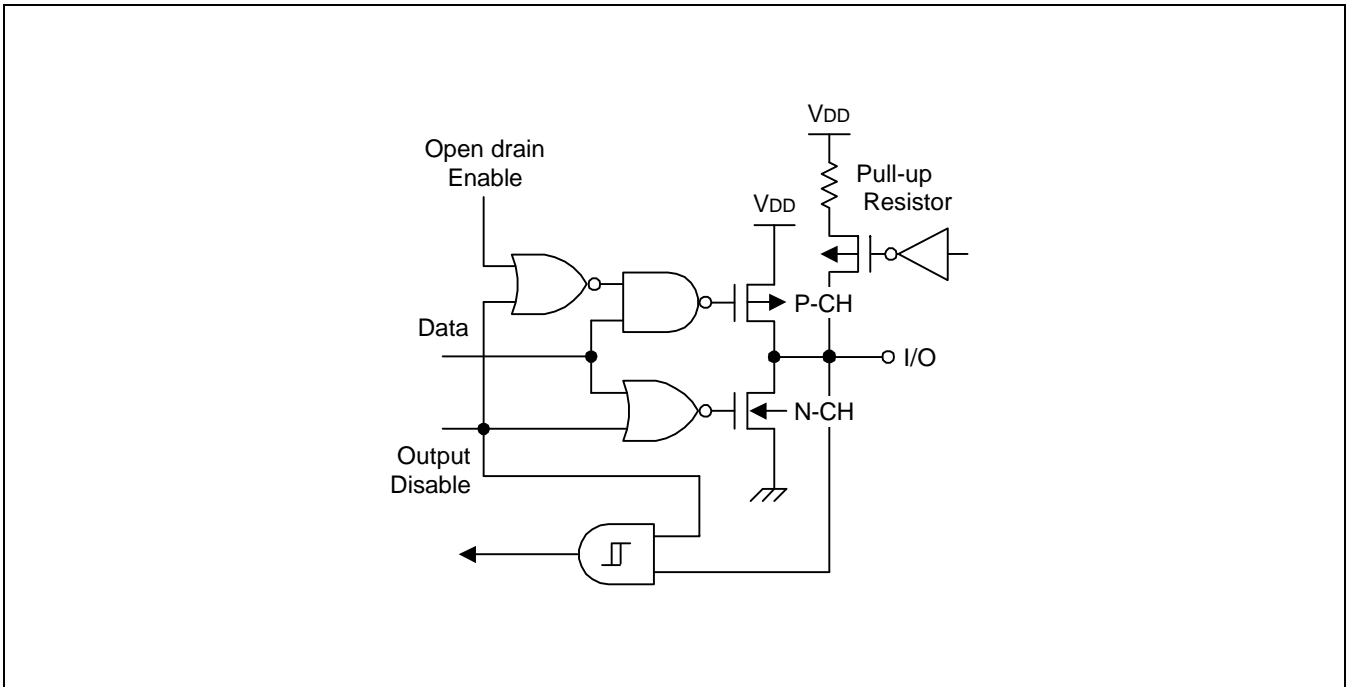 VDD
Open drain
Enable
Pull-up
Resistor
VDD
P-CH
Data
I/O
N-CH
Output
Disable